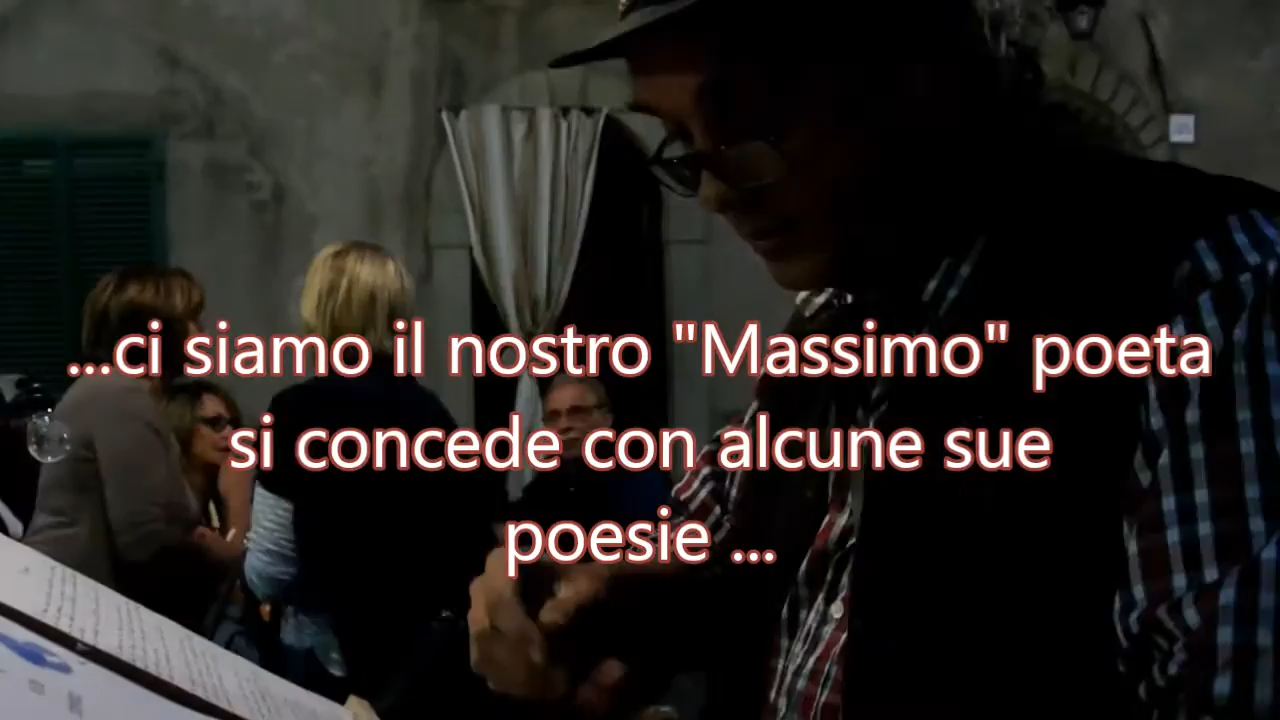 ...ci siamo il nostro "Massimo" poeta
si concede con alcune sue
poesie ...